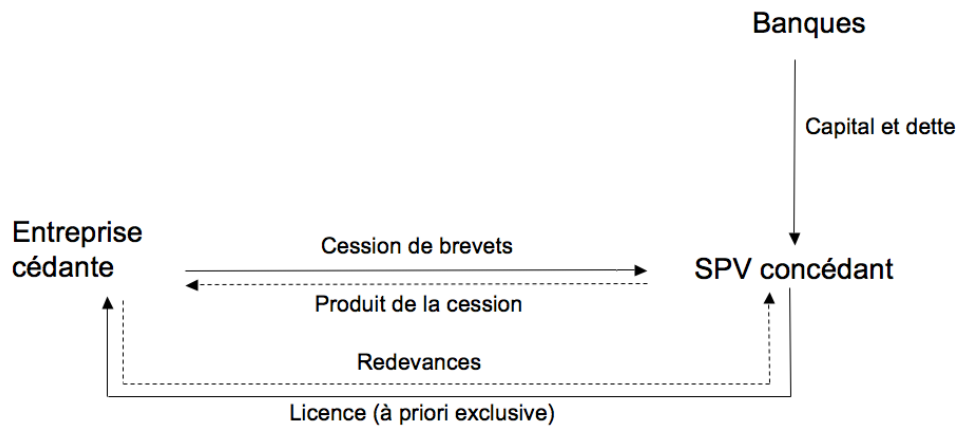 Banques
Capital et dette
Entreprise
cédante
Cession de brevets
SPV concédant
Produit de la cession
Redevances
Licence (à priori exclusive)